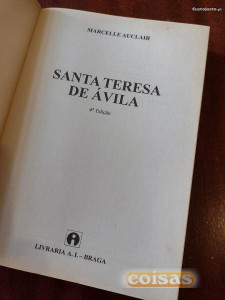 MARCELLE AUCLAIR
SANTA TERESA
DE ÁVILA
4ª Edição
LIVRARIA A.I. - BRAGA
coisas